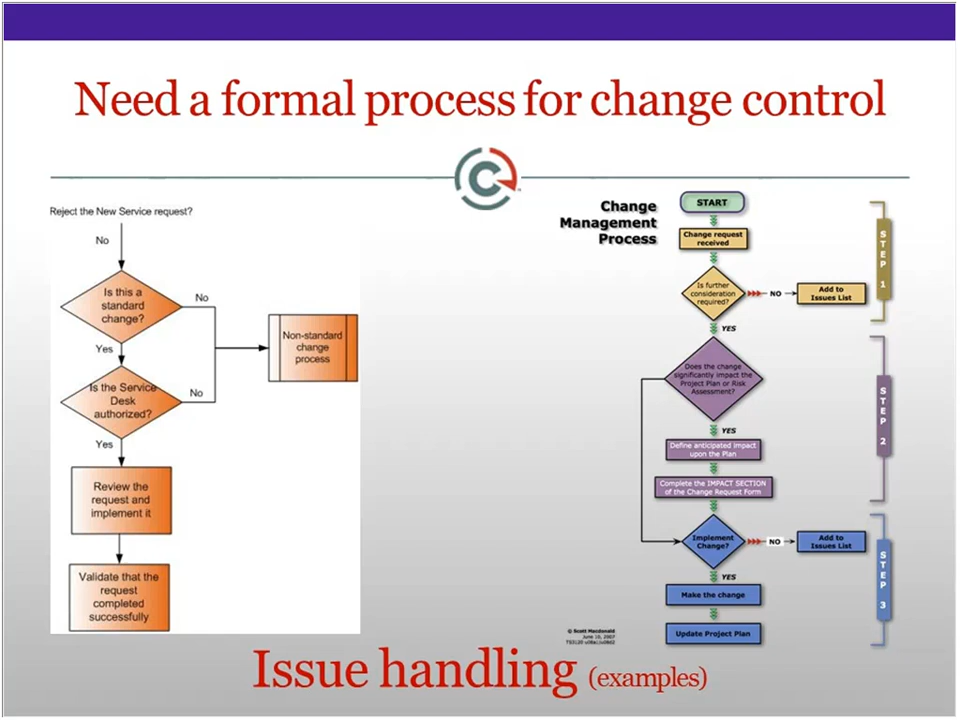 Need a formal process for change control
Reject the New Service request?
No
Is this a
standard
change?
No
Yes
Is the Service
Desk
authorized?
No
Yes
Non-standard
change
process
Review the
request and
implement it
Validate that the
request
completed
successfully
Change
Management
Process
START
Change request
received
Is further
consideration
required?
NO
Add to
Issues List
YES
STEP 1
Does the change
significantly impact the
Project Plan or Risk
Assessment?
YES
Define anticipated impact
upon the Plan
Complete the IMPACT SECTION
of the Change Request Form
STEP 2
Implement
Change?
NO
Add to
Issues List
YES
Make the change
Update Project Plan
STEP 3
© Scott Macdonald
June 10, 2007
Issue handling (examples)